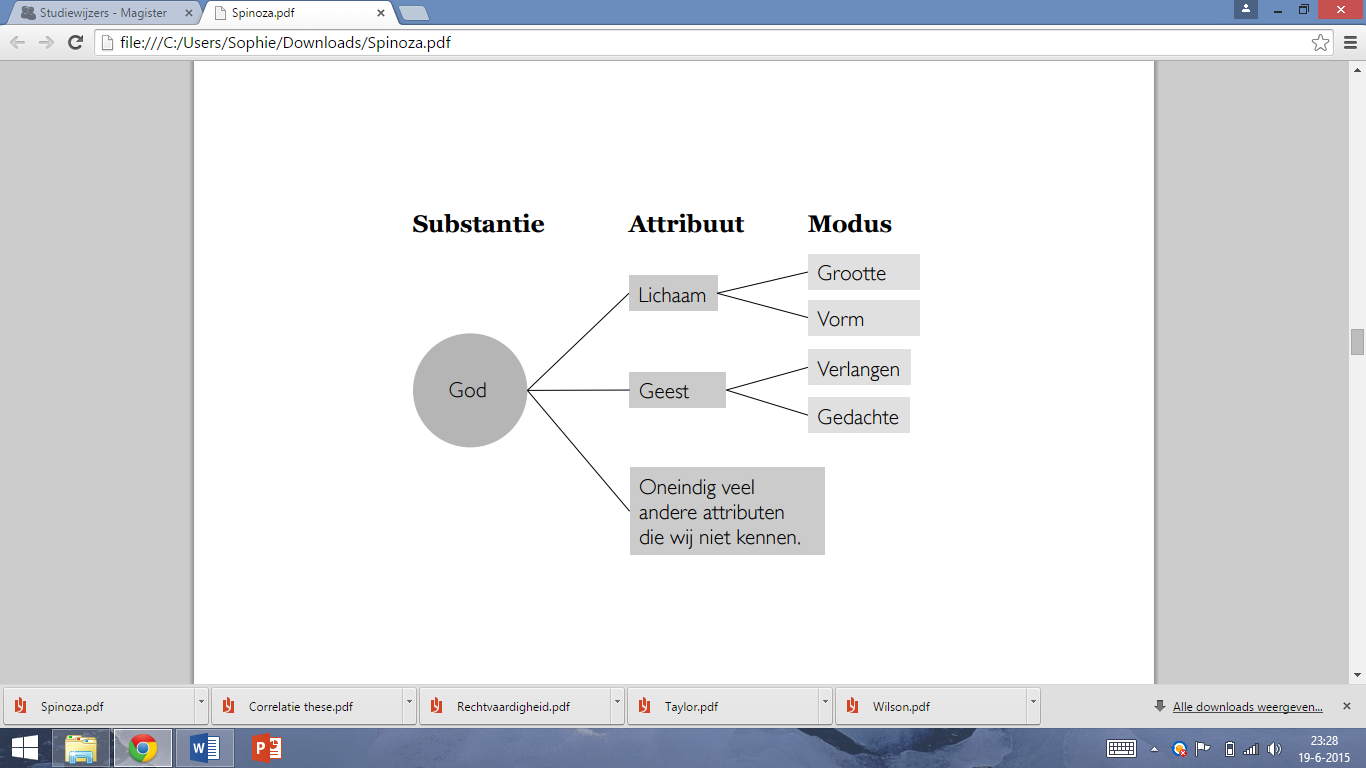 Studiewijzers - Magister
Spinoza.pdf
file:///C:/Users/Sophie/Downloads/Spinoza.pdf
Substantie Attribuut Modus
Grootte
Lichaam
Vorm
Verlangen
God
Geest
Gedachte
Oneindig veel
andere attributen
die wij niet kennen.
Spinoza.pdf
Correlatie these.pdf
Rechtvaardigheid.pdf
Taylor.pdf
Wilson.pdf
Alle downloads weergeven...
23:28
19-6-2015